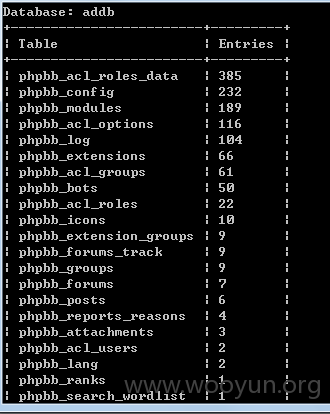 Database: addb
+------------------------+---------+
¦ Table ¦ Entries ¦
+------------------------+---------+
¦ phpbb_acl_roles_data ¦ 385 ¦
¦ phpbb_config ¦ 232 ¦
¦ phpbb_modules ¦ 189 ¦
¦ phpbb_acl_options ¦ 116 ¦
¦ phpbb_log ¦ 104 ¦
¦ phpbb_extensions ¦ 66 ¦
¦ phpbb_acl_groups ¦ 61 ¦
¦ phpbb_bots ¦ 50 ¦
¦ phpbb_acl_roles ¦ 22 ¦
¦ phpbb_icons ¦ 10 ¦
¦ phpbb_extension_groups ¦ 9 ¦
¦ phpbb_forums_track ¦ 9 ¦
¦ phpbb_groups ¦ 9 ¦
¦ phpbb_forums ¦ 7 ¦
¦ phpbb_posts ¦ 6 ¦
¦ phpbb_reports_reasons ¦ 4 ¦
¦ phpbb_attachments ¦ 3 ¦
¦ phpbb_acl_users ¦ 2 ¦
¦ phpbb_lang ¦ 2 ¦
¦ phpbb_ranks ¦ 1 ¦
¦ phpbb_search_wordlist ¦ 1 ¦
www.wooyun.org